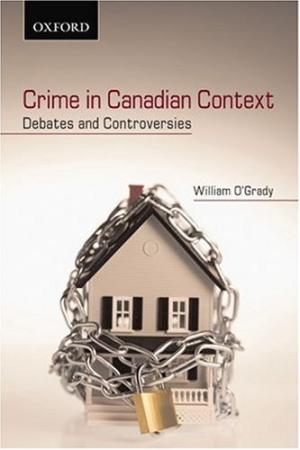 OXFORD
Crime in Canadian Context
Debates and Controversies
William O'Grady